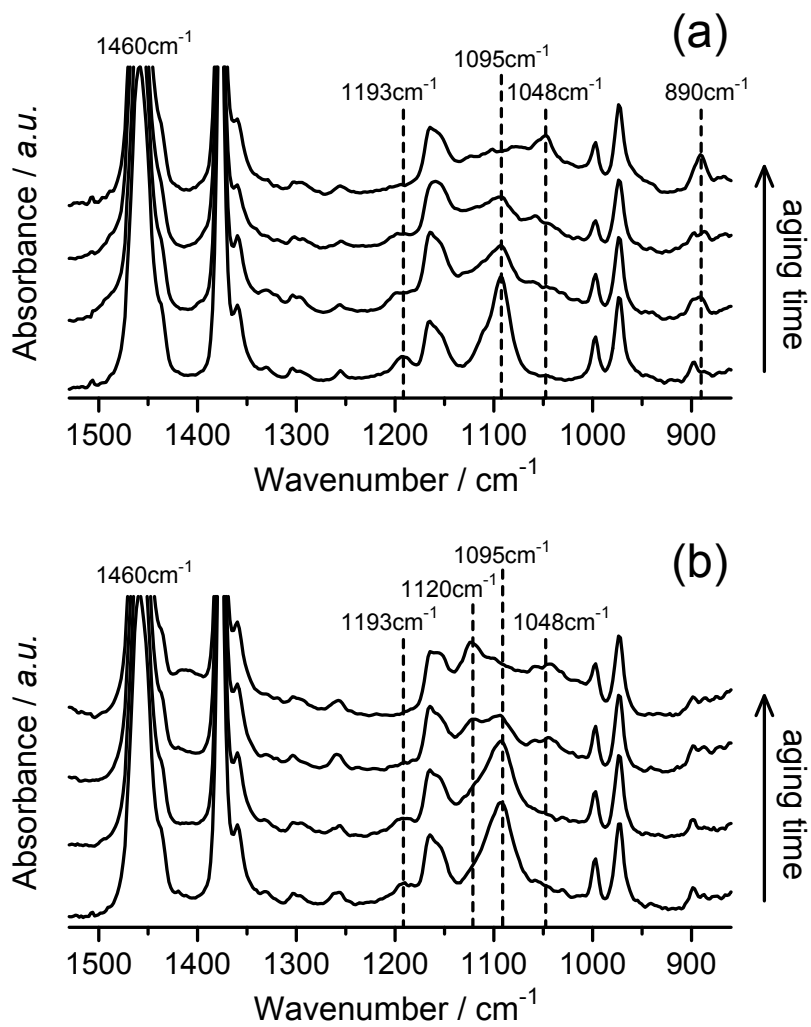 (a)
1460cm⁻¹
1095cm⁻¹
1193cm⁻¹ 1048cm⁻¹ 890cm⁻¹
Absorbance / a.u.
aging time
1500 1400 1300 1200 1100 1000 900
Wavenumber / cm⁻¹
(b)
1095cm⁻¹
1460cm⁻¹ 1120cm⁻¹
1193cm⁻¹ 1048cm⁻¹
Absorbance / a.u.
aging time
1500 1400 1300 1200 1100 1000 900
Wavenumber / cm⁻¹